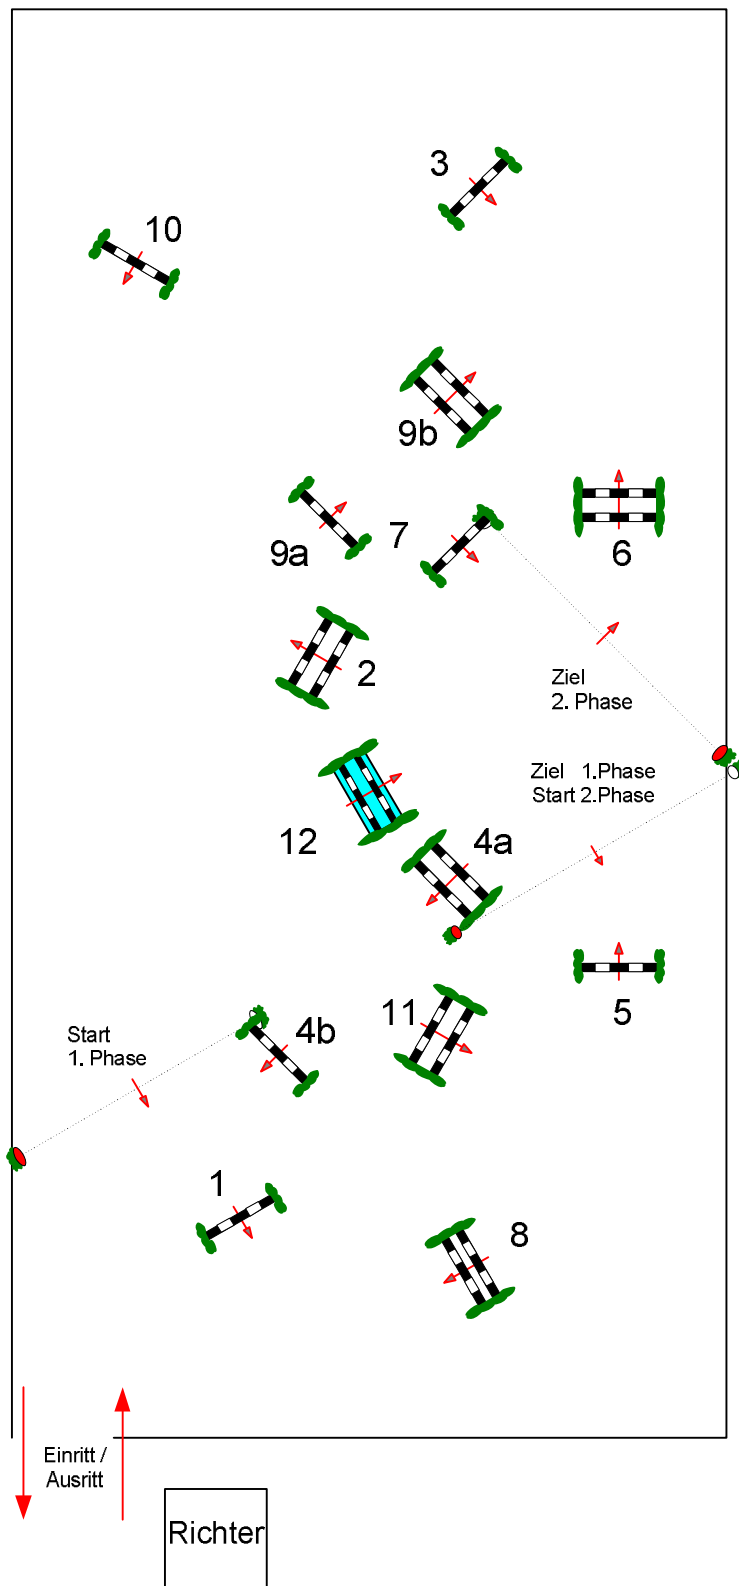 3
10
9b
7
9a
6
2
Ziel
2. Phase
Ziel 1.Phase
Start 2.Phase
12
4a
11
5
Start
1. Phase
4b
1
8
Einritt /
Ausritt
Richter